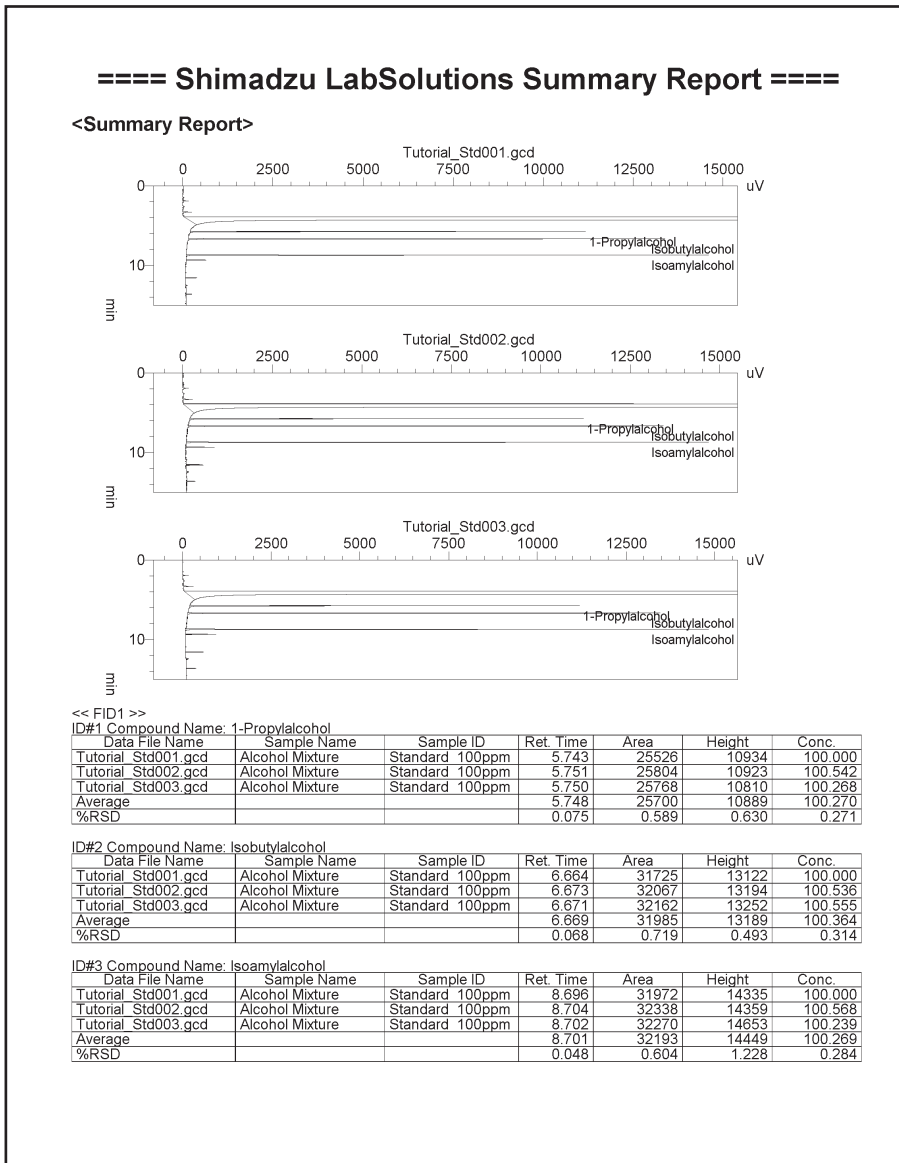 ==== Shimadzu LabSolutions Summary Report ====
<Summary Report>
Tutorial_Std001.gcd
0 2500 5000 7500 10000 12500 15000 uV
0
1-Propylalcohol
Isobutylalcohol
10
Isoamylalcohol
min
Tutorial_Std002.gcd
0 2500 5000 7500 10000 12500 15000 uV
0
1-Propylalcohol
Isobutylalcohol
10
Isoamylalcohol
min
Tutorial_Std003.gcd
0 2500 5000 7500 10000 12500 15000 uV
0
1-Propylalcohol
Isobutylalcohol
10
Isoamylalcohol
min
<< FID1 >>
ID#1 Compound Name: 1-Propylalcohol
Data File Name Sample Name Sample ID Ret. Time Area Height Conc.
Tutorial_Std001.gcd Alcohol Mixture Standard 100ppm 5.743 25526 10934 100.000
Tutorial_Std002.gcd Alcohol Mixture Standard 100ppm 5.751 25804 10923 100.542
Tutorial_Std003.gcd Alcohol Mixture Standard 100ppm 5.750 25768 10810 100.268
Average 5.748 25700 10889 100.270
%RSD 0.075 0.589 0.630 0.271
ID#2 Compound Name: Isobutylalcohol
Data File Name Sample Name Sample ID Ret. Time Area Height Conc.
Tutorial_Std001.gcd Alcohol Mixture Standard 100ppm 6.664 31725 13122 100.000
Tutorial_Std002.gcd Alcohol Mixture Standard 100ppm 6.673 32067 13194 100.536
Tutorial_Std003.gcd Alcohol Mixture Standard 100ppm 6.671 32162 13252 100.555
Average 6.669 31985 13189 100.364
%RSD 0.068 0.719 0.493 0.314
ID#3 Compound Name: Isoamylalcohol
Data File Name Sample Name Sample ID Ret. Time Area Height Conc.
Tutorial_Std001.gcd Alcohol Mixture Standard 100ppm 8.696 31972 14335 100.000
Tutorial_Std002.gcd Alcohol Mixture Standard 100ppm 8.704 32338 14359 100.568
Tutorial_Std003.gcd Alcohol Mixture Standard 100ppm 8.702 32270 14653 100.239
Average 8.701 32193 14449 100.269
%RSD 0.048 0.604 1.228 0.284